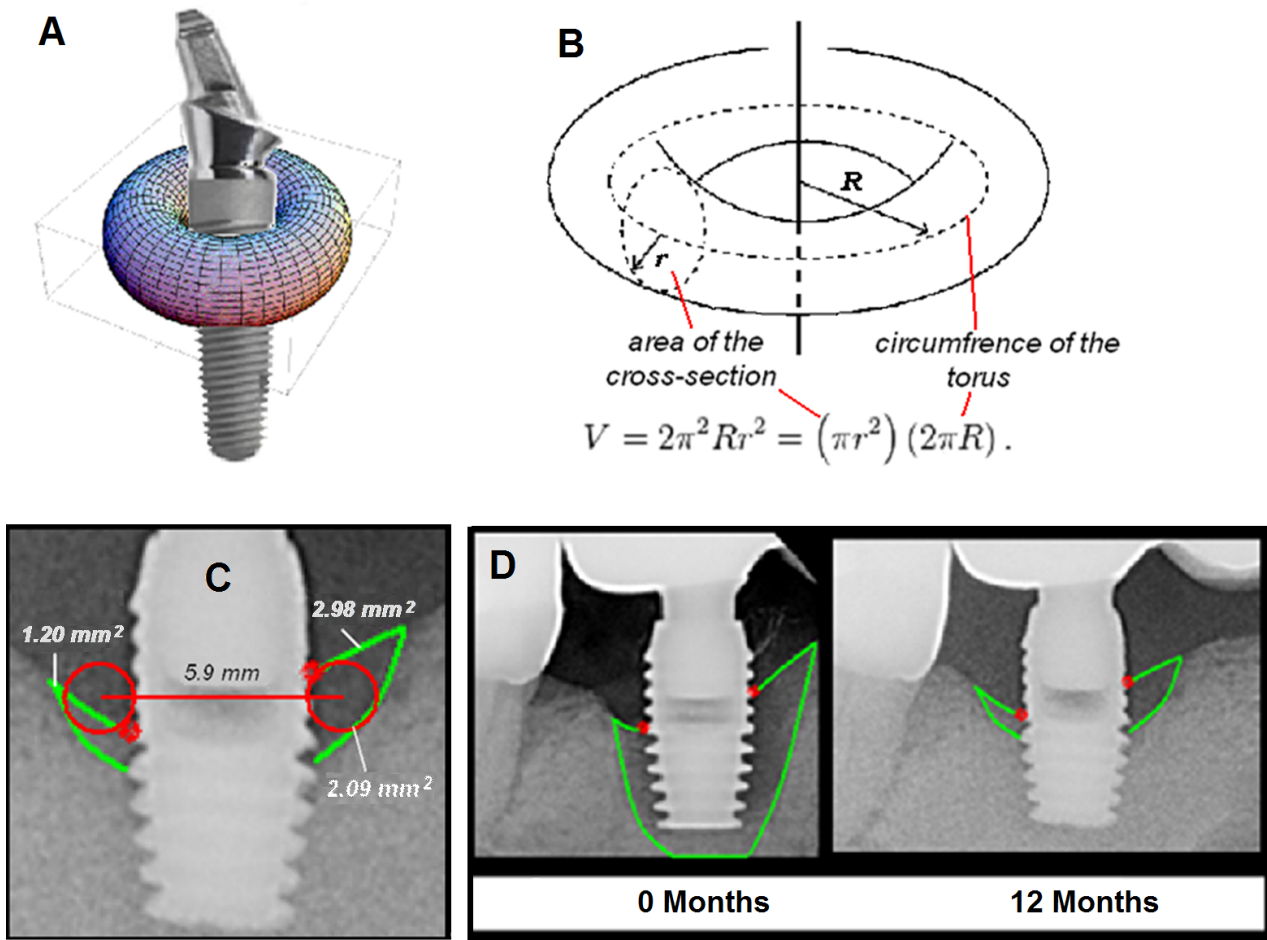 A
B
R
r
area of the
cross-section
circumfrence of the
torus
V = 2π²Rr² = (πr²) (2πR) .
C
D
1.20 mm²
2.98 mm²
5.9 mm
2.09 mm²
0 Months
12 Months